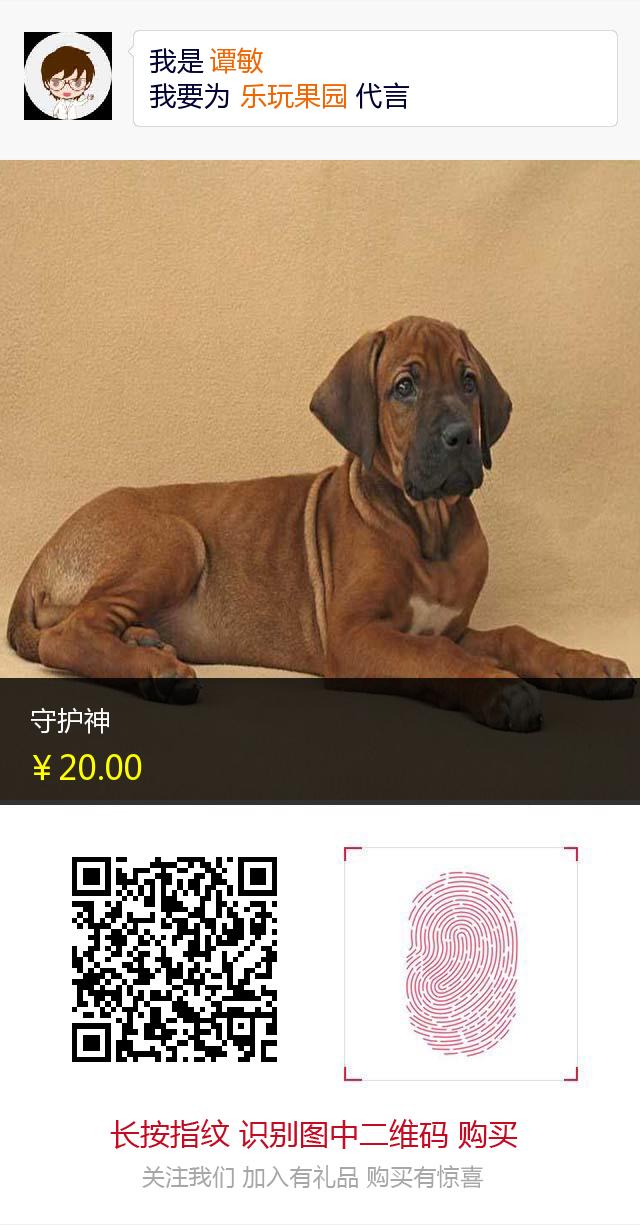 我是 谭敏
我要为 乐玩果园 代言
守护神
￥20.00
长按指纹 识别图中二维码 购买
关注我们 加入有礼品 购买有惊喜